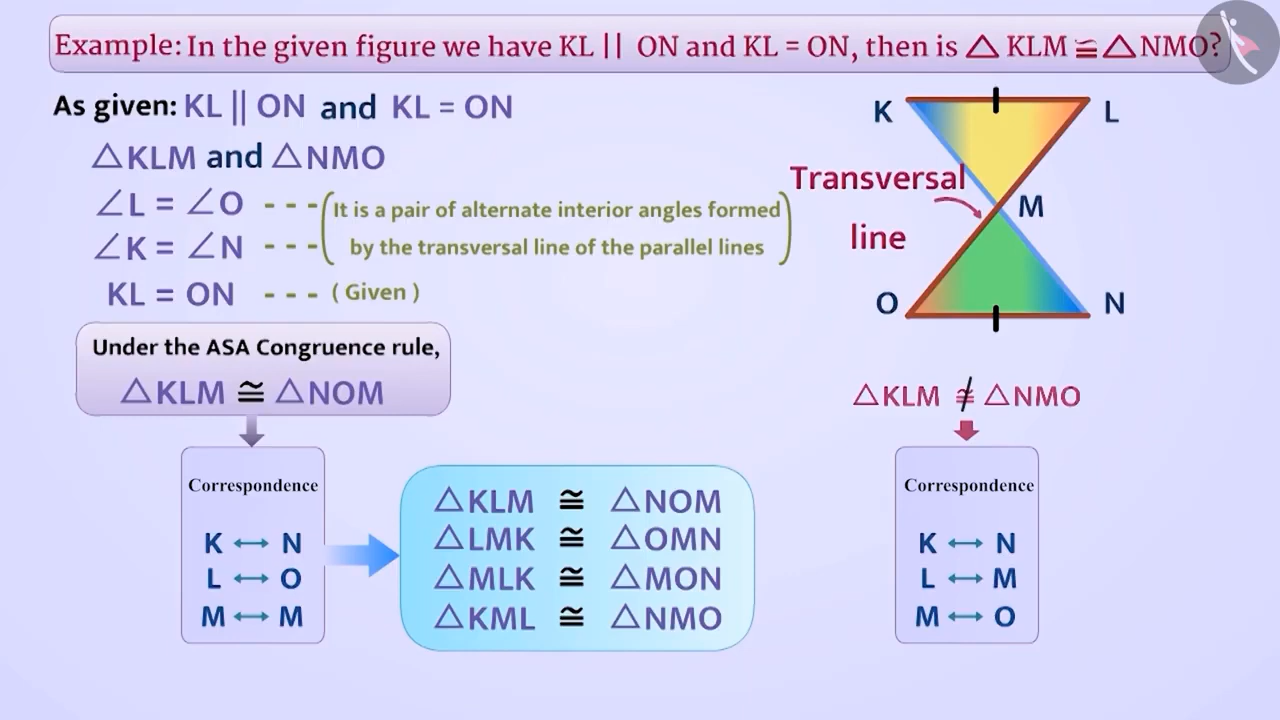 Example: In the given figure we have KL || ON and KL = ON, then is △ KLM ≅ △ NMO?
As given: KL || ON and KL = ON
△KLM and △NMO
∠L = ∠O - - - (It is a pair of alternate interior angles formed
∠K = ∠N - - - by the transversal line of the parallel lines)
KL = ON - - - ( Given )
Under the ASA Congruence rule,
△KLM ≅ △NOM
Correspondence
K ↔ N
L ↔ O
M ↔ M
△KLM ≅ △NOM
△LMK ≅ △OMN
△MLK ≅ △MON
△KML ≅ △NMO
K
L
Transversal
line
M
O
N
△KLM ≇ △NMO
Correspondence
K ↔ N
L ↔ M
M ↔ O